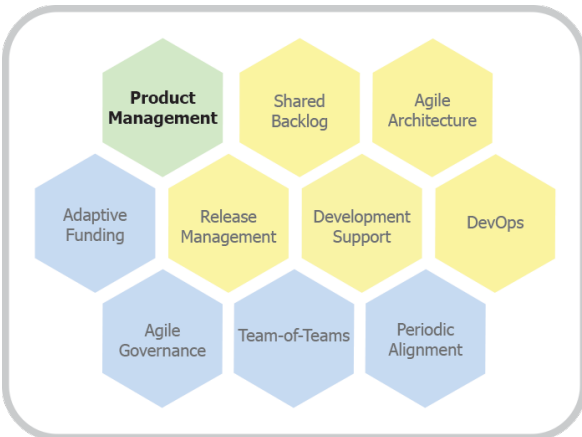 Product
Management
Shared
Backlog
Agile
Architecture
Adaptive
Funding
Release
Management
Development
Support
DevOps
Agile
Governance
Team-of-Teams
Periodic
Alignment